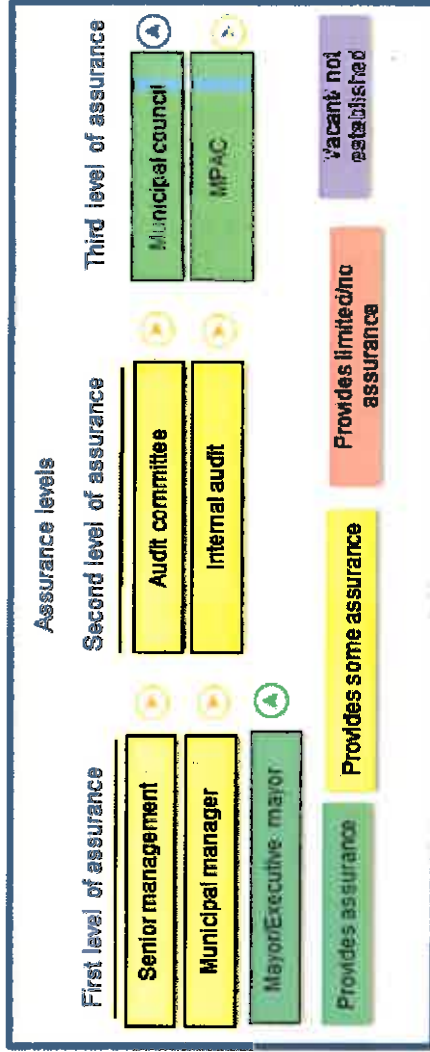 Assurance levels
First level of assurance
Second level of assurance
Third level of assurance
Senior management
Municipal manager
Mayor/Executive mayor
Audit committee
Internal audit
Municipal council
MPAC
Provides assurance
Provides some assurance
Provides limited/no
assurance
Vacant/ not
established